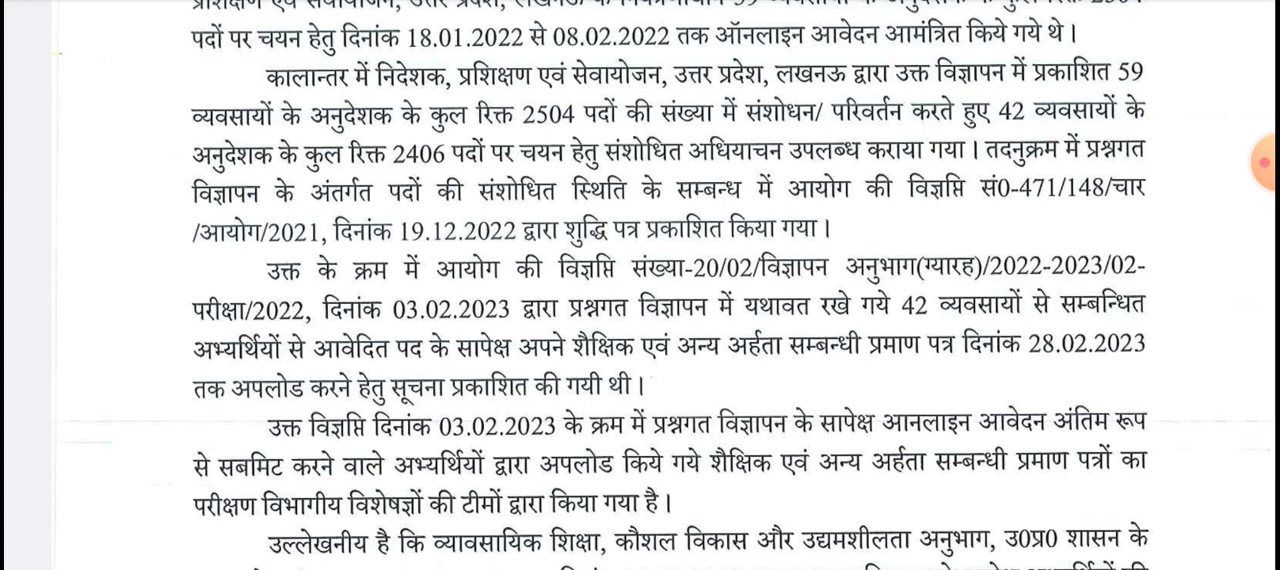 पदों पर चयन हेतु दिनांक 18.01.2022 से 08.02.2022 तक ऑनलाइन आवेदन आमंत्रित किये गये थे।
कालान्तर में निदेशक, प्रशिक्षण एवं सेवायोजन, उत्तर प्रदेश, लखनऊ द्वारा उक्त विज्ञापन में प्रकाशित 59
व्यवसायों के अनुदेशक के कुल रिक्त 2504 पदों की संख्या में संशोधन/ परिवर्तन करते हुए 42 व्यवसायों के
अनुदेशक के कुल रिक्त 2406 पदों पर चयन हेतु संशोधित अधियाचन उपलब्ध कराया गया। तदनुक्रम में प्रश्नगत
विज्ञापन के अंतर्गत पदों की संशोधित स्थिति के सम्बन्ध में आयोग की विज्ञप्ति सं0-471/148/चार
/आयोग/2021, दिनांक 19.12.2022 द्वारा शुद्धि पत्र प्रकाशित किया गया।
उक्त के क्रम में आयोग की विज्ञप्ति संख्या-20/02/विज्ञापन अनुभाग(ग्यारह)/2022-2023/02-
परीक्षा/2022, दिनांक 03.02.2023 द्वारा प्रश्नगत विज्ञापन में यथावत रखे गये 42 व्यवसायों से सम्बन्धित
अभ्यर्थियों से आवेदित पद के सापेक्ष अपने शैक्षिक एवं अन्य अर्हता सम्बन्धी प्रमाण पत्र दिनांक 28.02.2023
तक अपलोड करने हेतु सूचना प्रकाशित की गयी थी।
उक्त विज्ञप्ति दिनांक 03.02.2023 के क्रम में प्रश्नगत विज्ञापन के सापेक्ष आनलाइन आवेदन अंतिम रूप
से सबमिट करने वाले अभ्यर्थियों द्वारा अपलोड किये गये शैक्षिक एवं अन्य अर्हता सम्बन्धी प्रमाण पत्रों का
परीक्षण विभागीय विशेषज्ञों की टीमों द्वारा किया गया है।
उल्लेखनीय है कि व्यावसायिक शिक्षा, कौशल विकास और उद्यमशीलता अनुभाग, उ0प्र0 शासन के